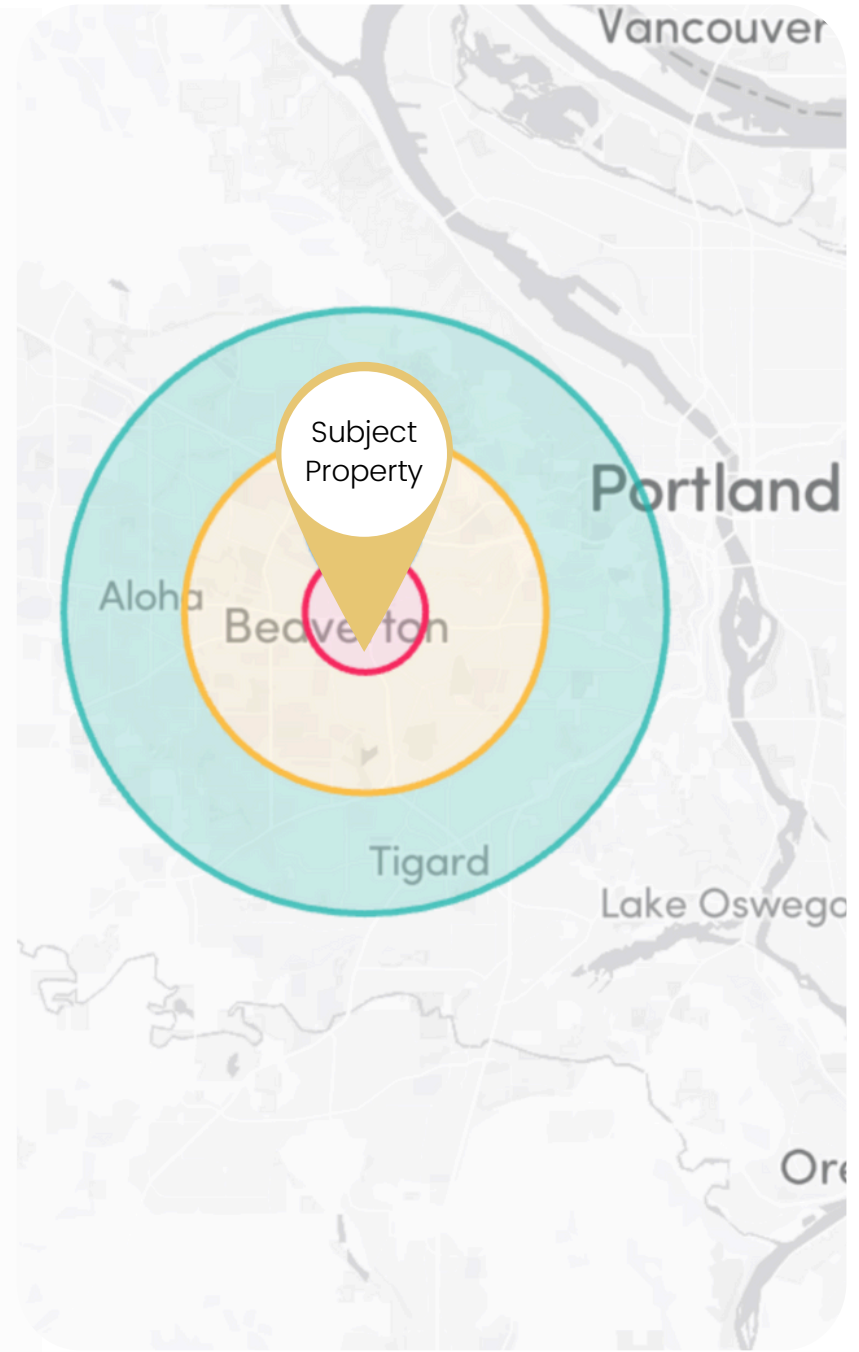 Vancouver
Subject
Property
Portland
Aloha
Beaverton
Tigard
Lake Oswego
Ore